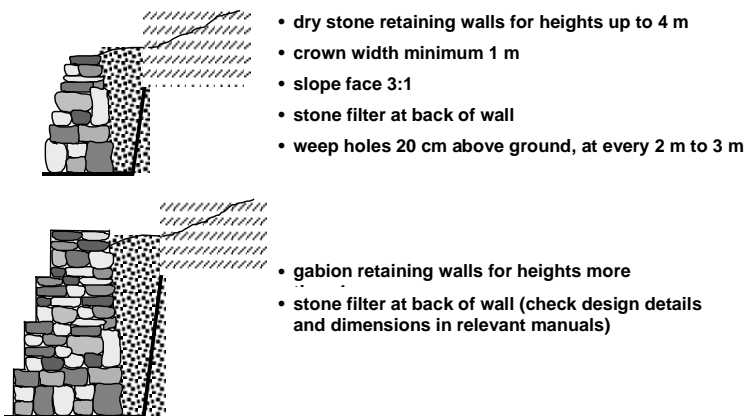 • dry stone retaining walls for heights up to 4 m
• crown width minimum 1 m
• slope face 3:1
• stone filter at back of wall
• weep holes 20 cm above ground, at every 2 m to 3 m
• gabion retaining walls for heights more
• stone filter at back of wall (check design details
and dimensions in relevant manuals)